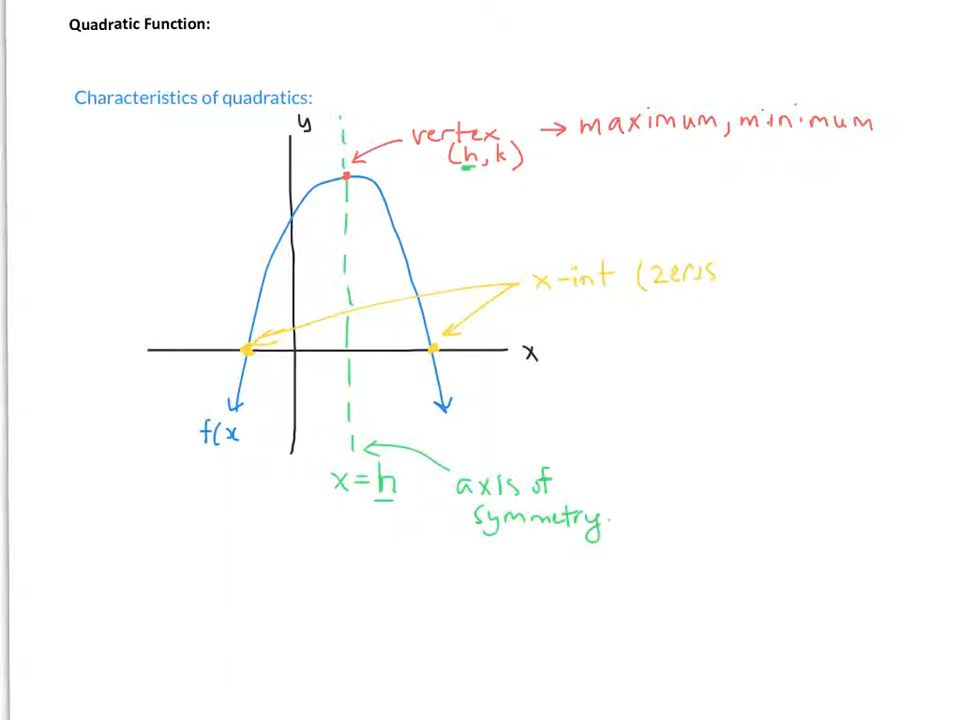 Quadratic Function:
Characteristics of quadratics:
y
vertex → maximum, minimum
(h, k)
x-int (zeros
x
f(x
x = h
axis of
symmetry.